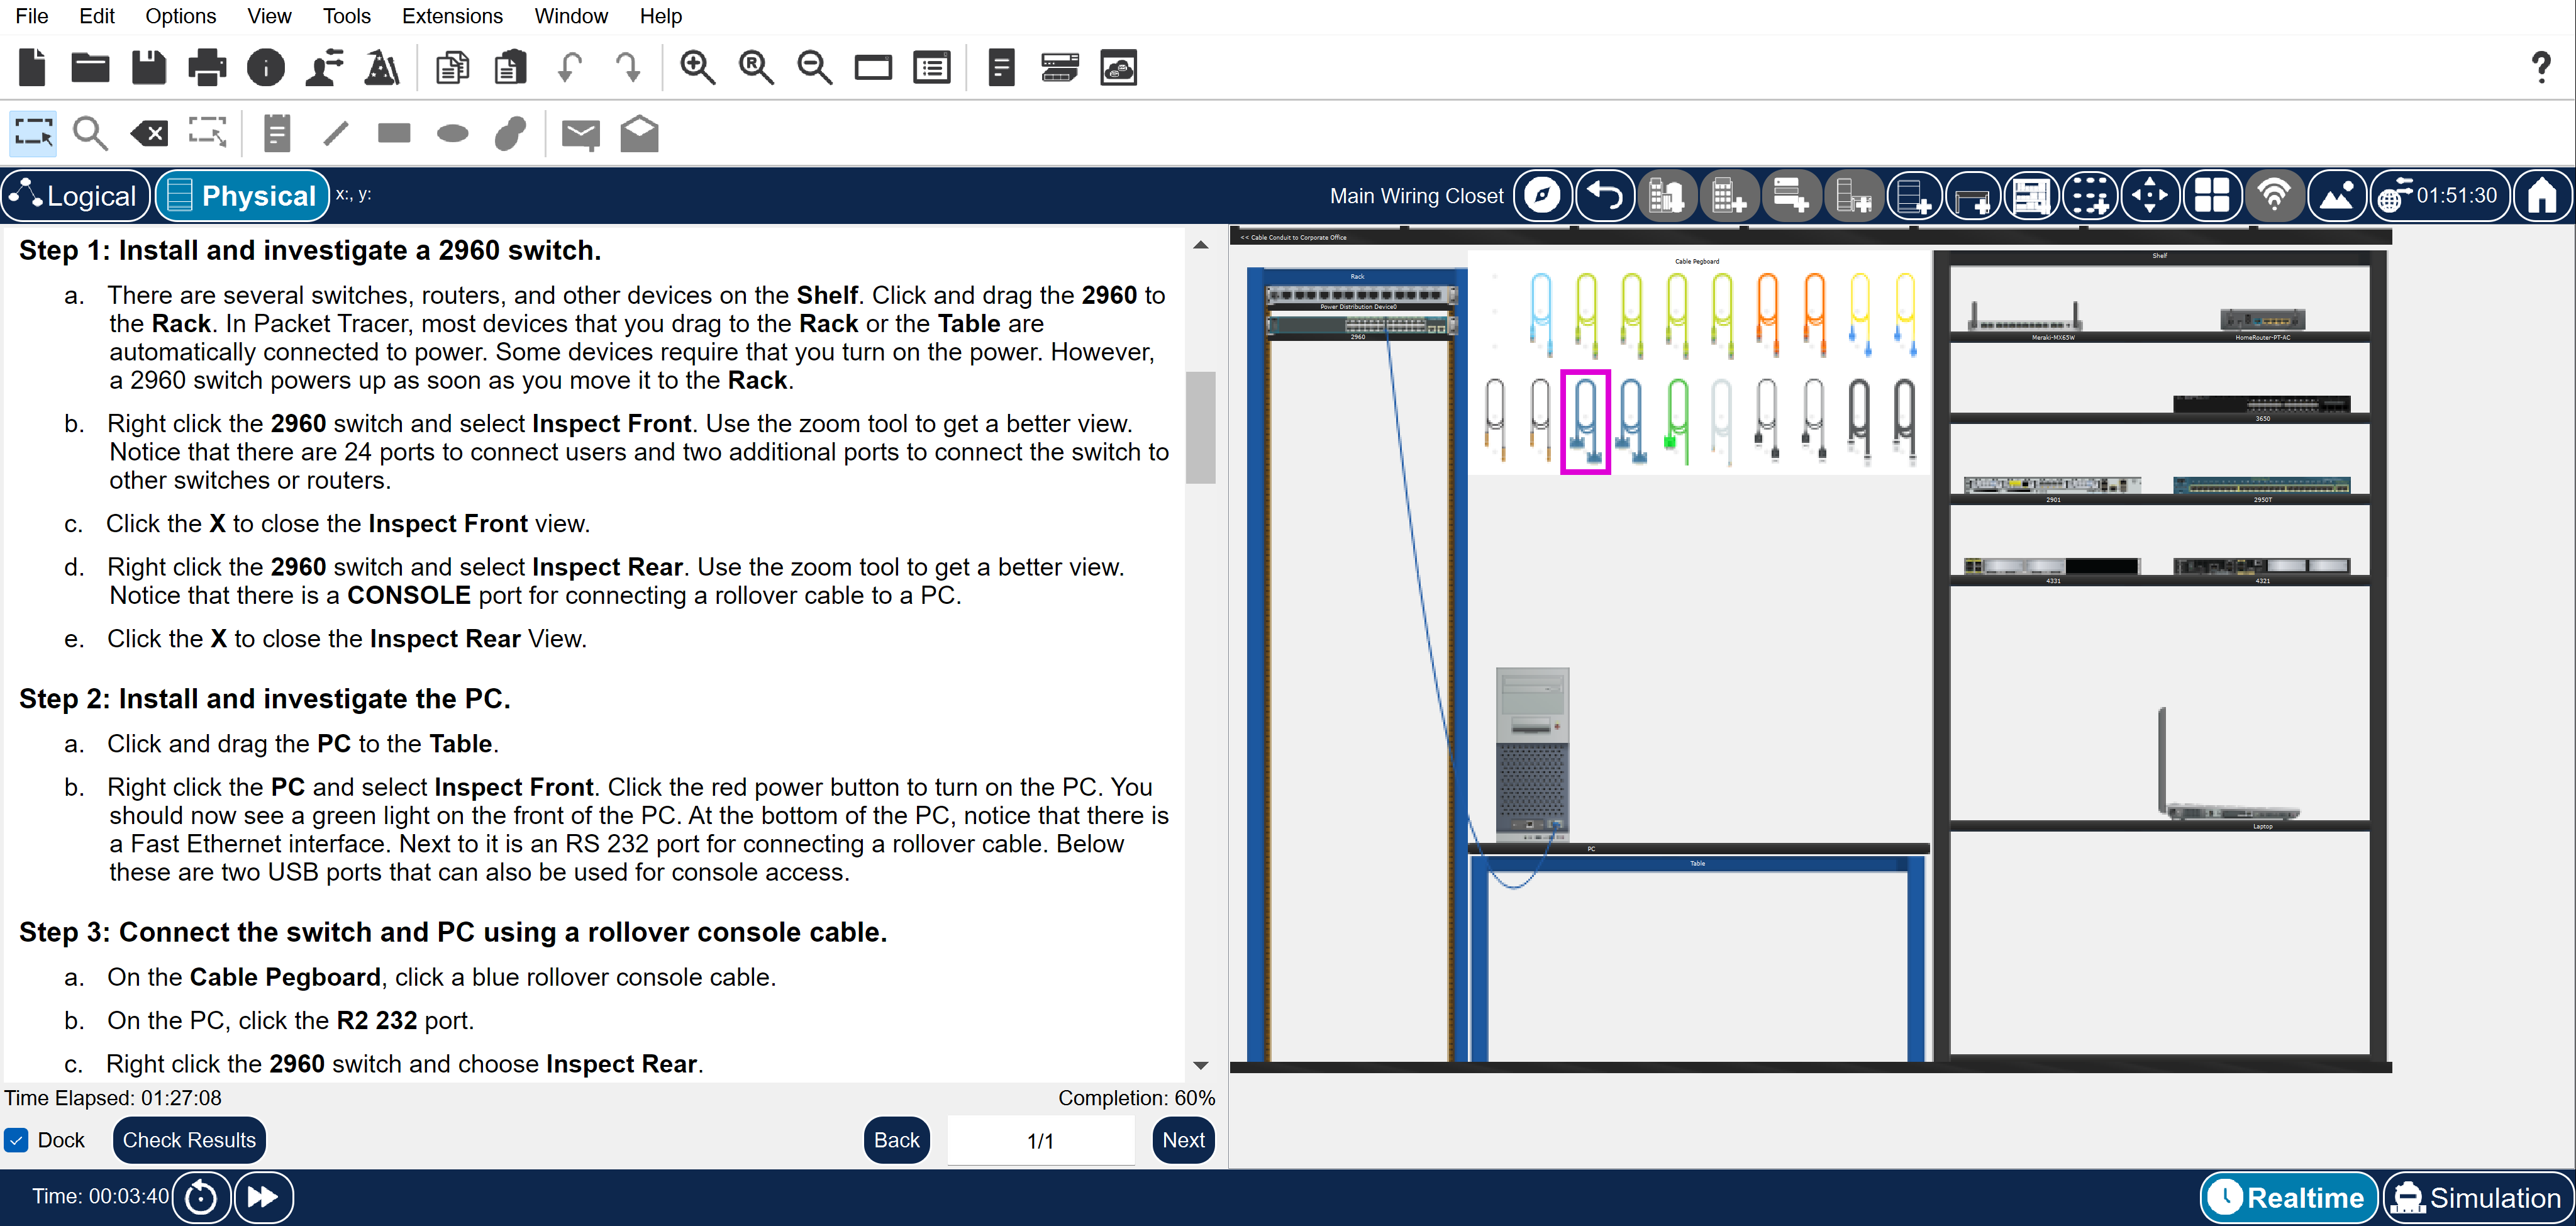 File Edit Options View Tools Extensions Window Help
Logical Physical x:, y: Main Wiring Closet 01:51:30
Step 1: Install and investigate a 2960 switch.
a. There are several switches, routers, and other devices on the Shelf. Click and drag the 2960 to
the Rack. In Packet Tracer, most devices that you drag to the Rack or the Table are
automatically connected to power. Some devices require that you turn on the power. However,
a 2960 switch powers up as soon as you move it to the Rack.
b. Right click the 2960 switch and select Inspect Front. Use the zoom tool to get a better view.
Notice that there are 24 ports to connect users and two additional ports to connect the switch to
other switches or routers.
c. Click the X to close the Inspect Front view.
d. Right click the 2960 switch and select Inspect Rear. Use the zoom tool to get a better view.
Notice that there is a CONSOLE port for connecting a rollover cable to a PC.
e. Click the X to close the Inspect Rear View.
Step 2: Install and investigate the PC.
a. Click and drag the PC to the Table.
b. Right click the PC and select Inspect Front. Click the red power button to turn on the PC. You
should now see a green light on the front of the PC. At the bottom of the PC, notice that there is
a Fast Ethernet interface. Next to it is an RS 232 port for connecting a rollover cable. Below
these are two USB ports that can also be used for console access.
Step 3: Connect the switch and PC using a rollover console cable.
a. On the Cable Pegboard, click a blue rollover console cable.
b. On the PC, click the R2 232 port.
c. Right click the 2960 switch and choose Inspect Rear.
Time Elapsed: 01:27:08 Completion: 60%
Dock Check Results Back 1/1 Next
<< Cable Conduit to Corporate Office
Rack
Power Distribution Device0
2960
Cable Pegboard
PC
Table
Shelf
Meraki-MX65W HomeRouter-PT-AC
3650
2901 2950T
4331 4321
Laptop
Time: 00:03:40 Realtime Simulation